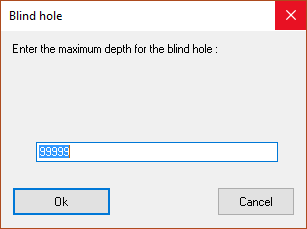 Blind hole
Enter the maximum depth for the blind hole :
99999
Ok
Cancel